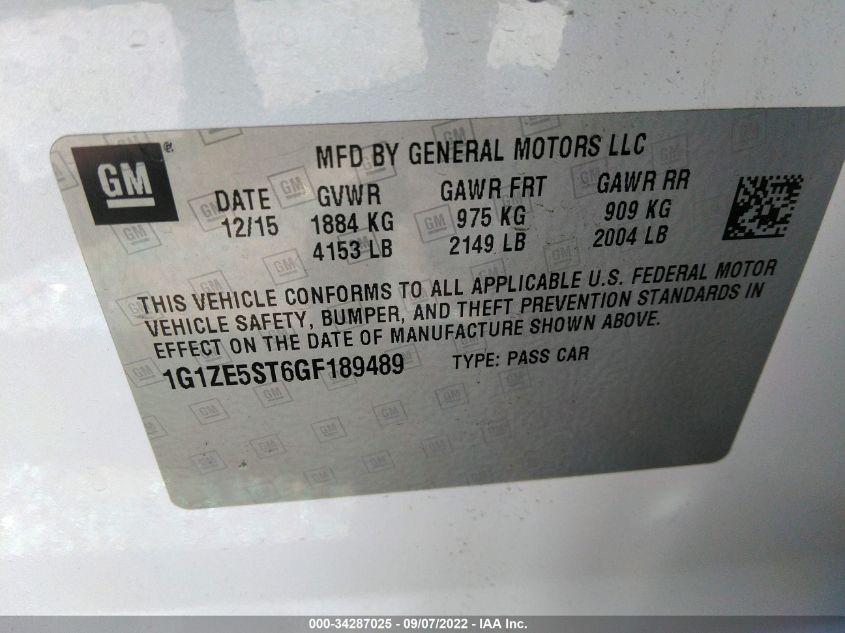 GM
MFD BY GENERAL MOTORS LLC
DATE GVWR GAWR FRT GAWR RR
12/15 1884 KG 975 KG 909 KG
4153 LB 2149 LB 2004 LB
THIS VEHICLE CONFORMS TO ALL APPLICABLE U.S. FEDERAL MOTOR
VEHICLE SAFETY, BUMPER, AND THEFT PREVENTION STANDARDS IN
EFFECT ON THE DATE OF MANUFACTURE SHOWN ABOVE.
1G1ZE5ST6GF189489 TYPE: PASS CAR
000-34287025 - 09/07/2022 - IAA Inc.